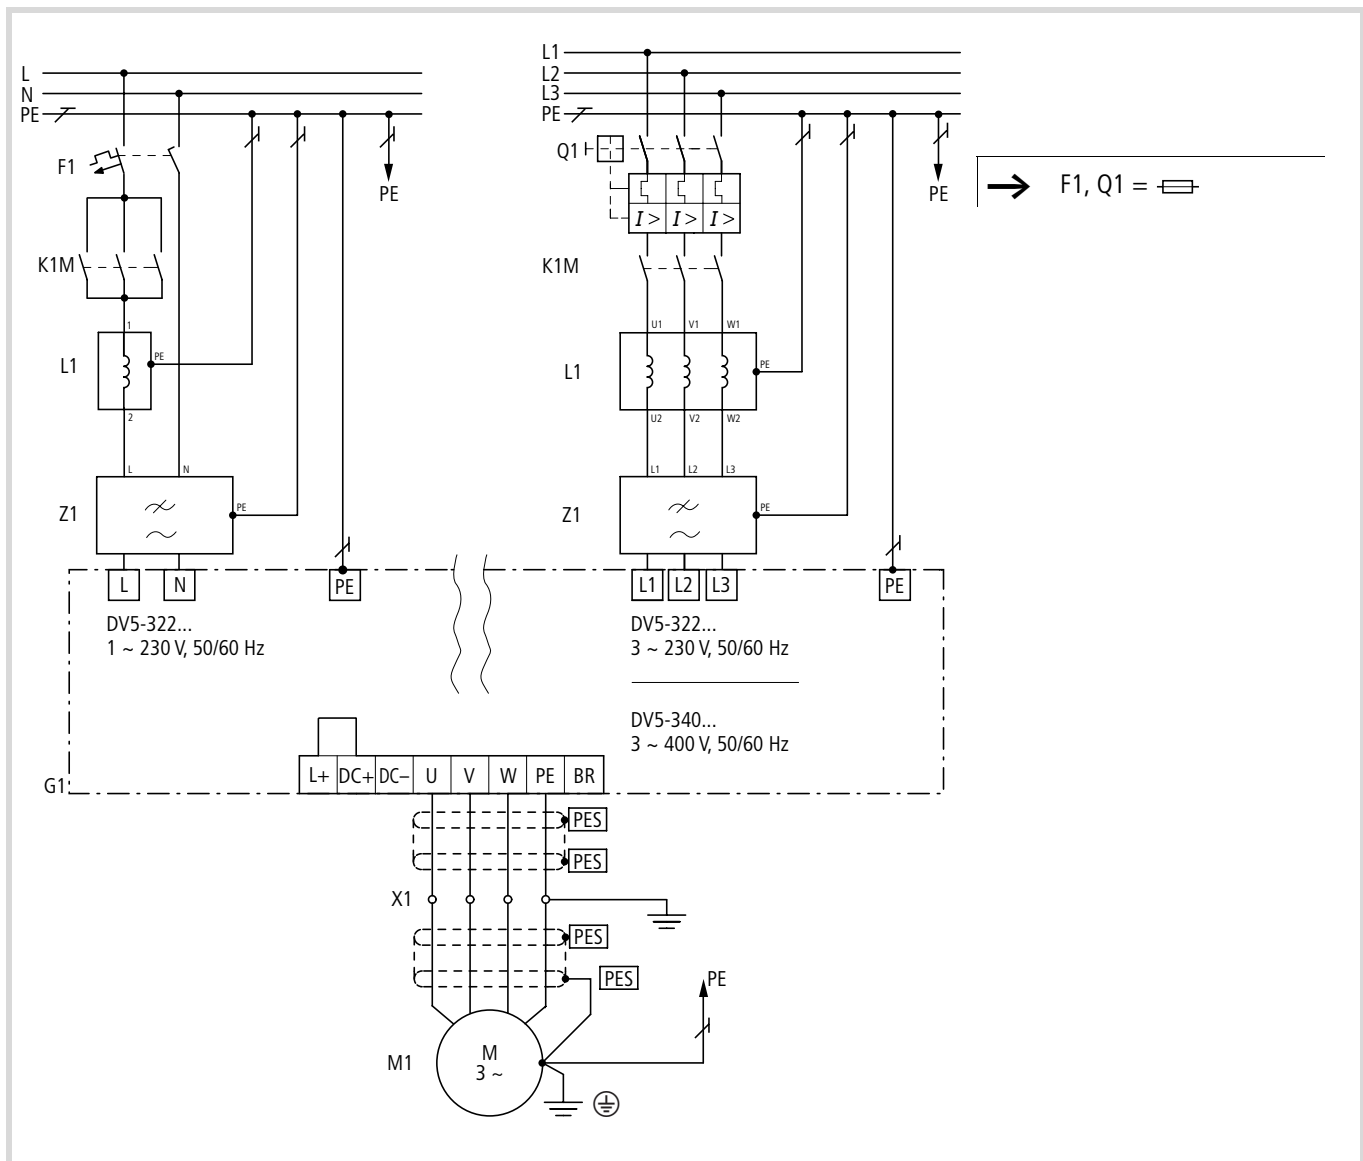 L
N
PE
F1
K1M
1
L1
PE
2
L
N
Z1
PE
PE
L1
L2
L3
PE
Q1
I > I > I >
PE
K1M
U1 V1 W1
L1
PE
U2 V2 W2
L1 L2 L3
Z1
PE
F1, Q1 =
L N PE
L1 L2 L3 PE
DV5-322...
1 ~ 230 V, 50/60 Hz
DV5-322...
3 ~ 230 V, 50/60 Hz
DV5-340...
3 ~ 400 V, 50/60 Hz
G1
L+ DC+ DC– U V W PE BR
PES
PES
X1
PES
PES
PE
M1
M
3 ~